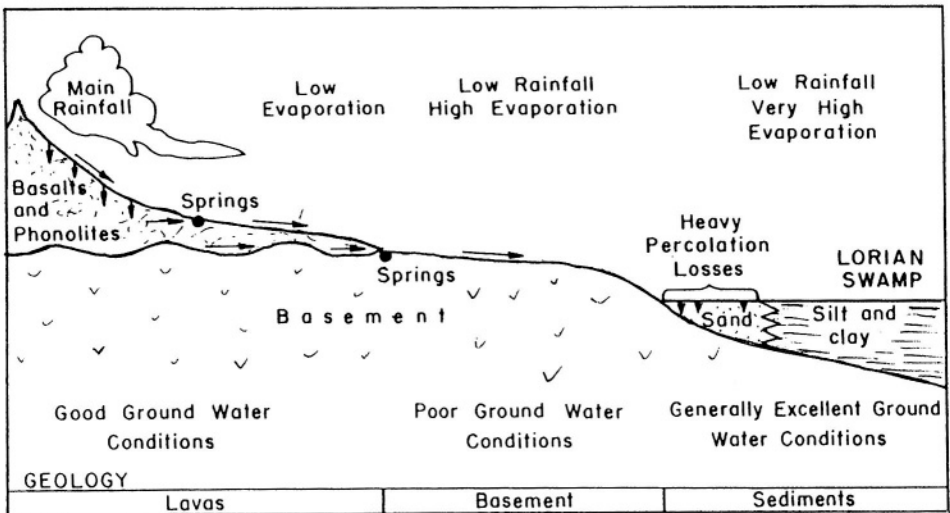 Main
Rainfall
Low
Evaporation
Low Rainfall
High Evaporation
Low Rainfall
Very High
Evaporation
Basalts
and
Phonolites
Springs
Springs
Heavy
Percolation
Losses
LORIAN
SWAMP
Sand
Silt and
clay
Basement
Good Ground Water
Conditions
Poor Ground Water
Conditions
Generally Excellent Ground
Water Conditions
GEOLOGY
Lavas
Basement
Sediments